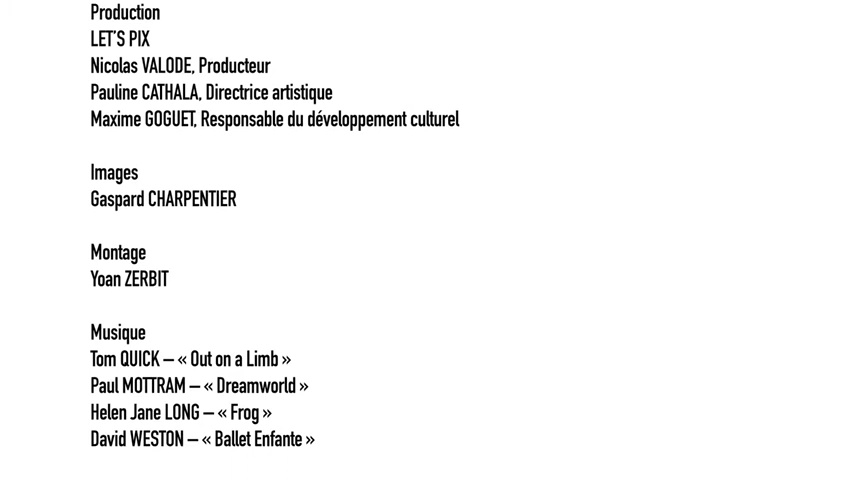 Production
LET'S PIX
Nicolas VALODE, Producteur
Pauline CATHALA, Directrice artistique
Maxime GOGUET, Responsable du développement culturel
Images
Gaspard CHARPENTIER
Montage
Yoan ZERBIT
Musique
Tom QUICK – « Out on a Limb »
Paul MOTTRAM – « Dreamworld »
Helen Jane LONG – « Frog »
David WESTON – « Ballet Enfante »